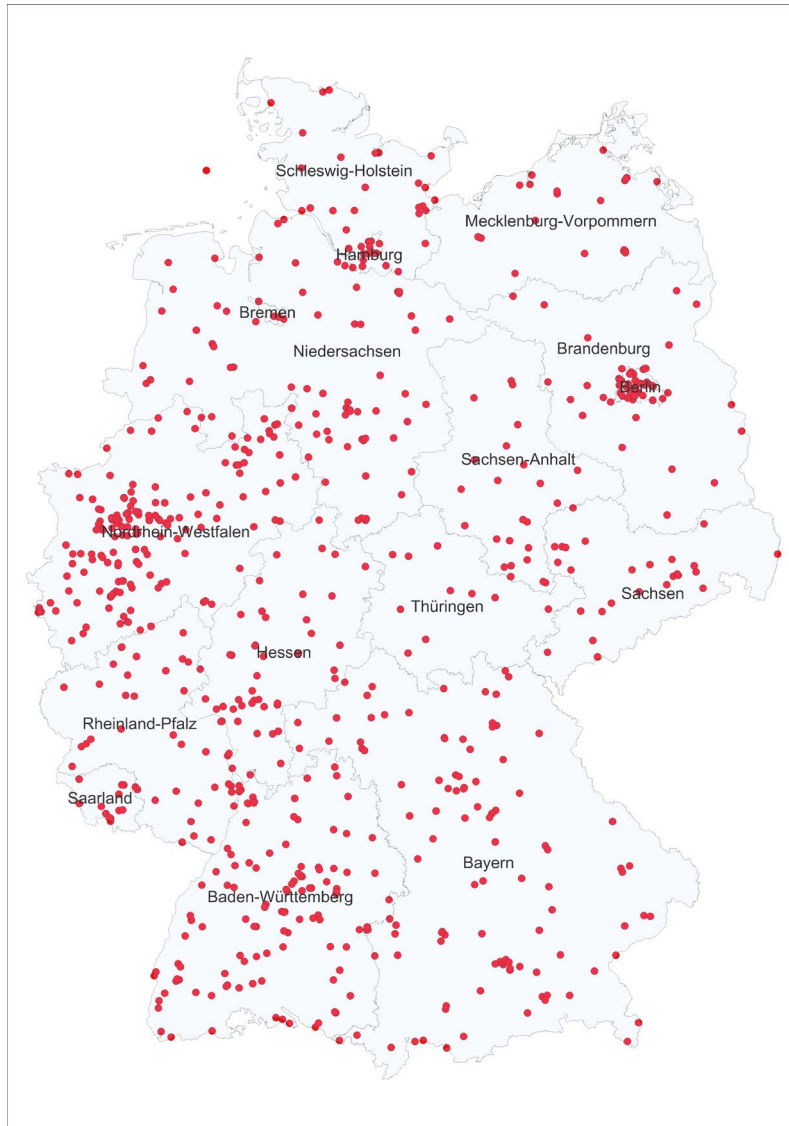 Schleswig-Holstein
Mecklenburg-Vorpommern
Hamburg
Bremen
Niedersachsen
Brandenburg
Berlin
Sachsen-Anhalt
Nordrhein-Westfalen
Sachsen
Thüringen
Hessen
Rheinland-Pfalz
Saarland
Bayern
Baden-Württemberg